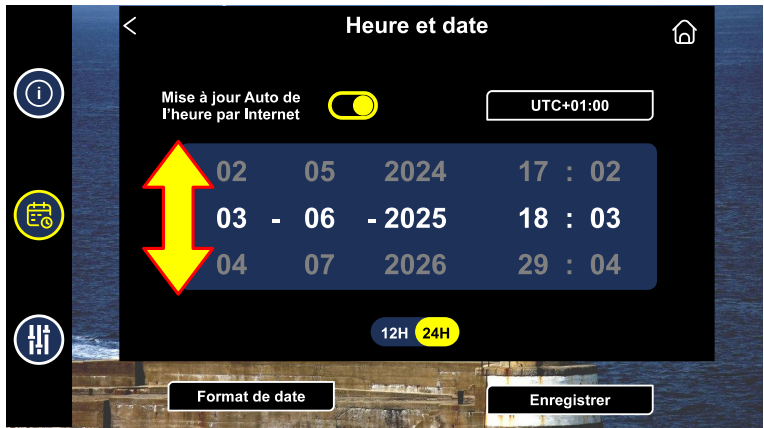 Heure et date
Mise à jour Auto de
l'heure par Internet
UTC+01:00
02 05 2024 17 : 02
03 - 06 - 2025 18 : 03
04 07 2026 29 : 04
12H 24H
Format de date
Enregistrer